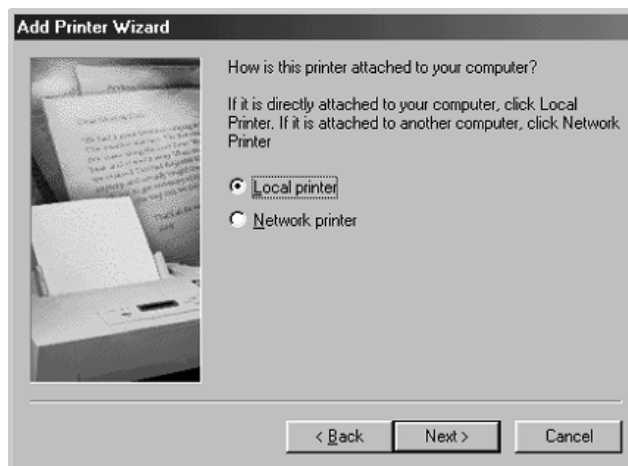 Add Printer Wizard
How is this printer attached to your computer?
If it is directly attached to your computer, click Local
Printer. If it is attached to another computer, click Network
Printer
Local printer
Network printer
< Back
Next >
Cancel